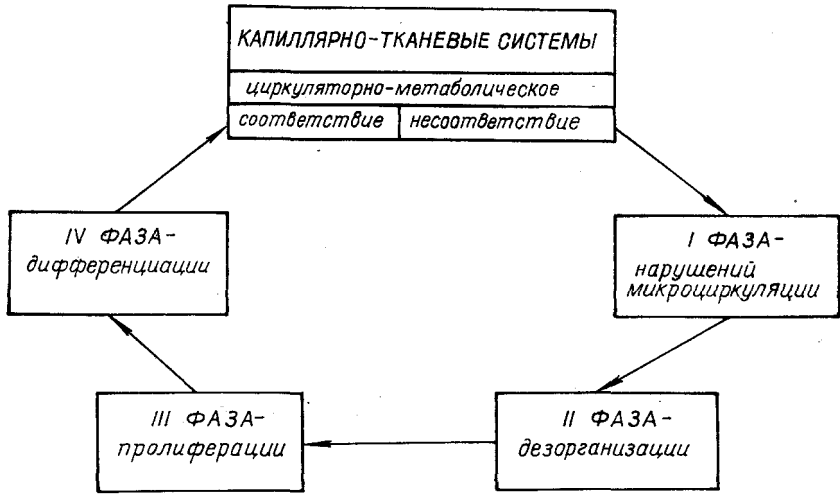 КАПИЛЛЯРНО-ТКАНЕВЫЕ СИСТЕМЫ
циркуляторно-метаболическое
соответствие несоответствие
I ФАЗА-
нарушений
микроциркуляции
II ФАЗА-
дезорганизации
III ФАЗА-
пролиферации
IV ФАЗА-
дифференциации